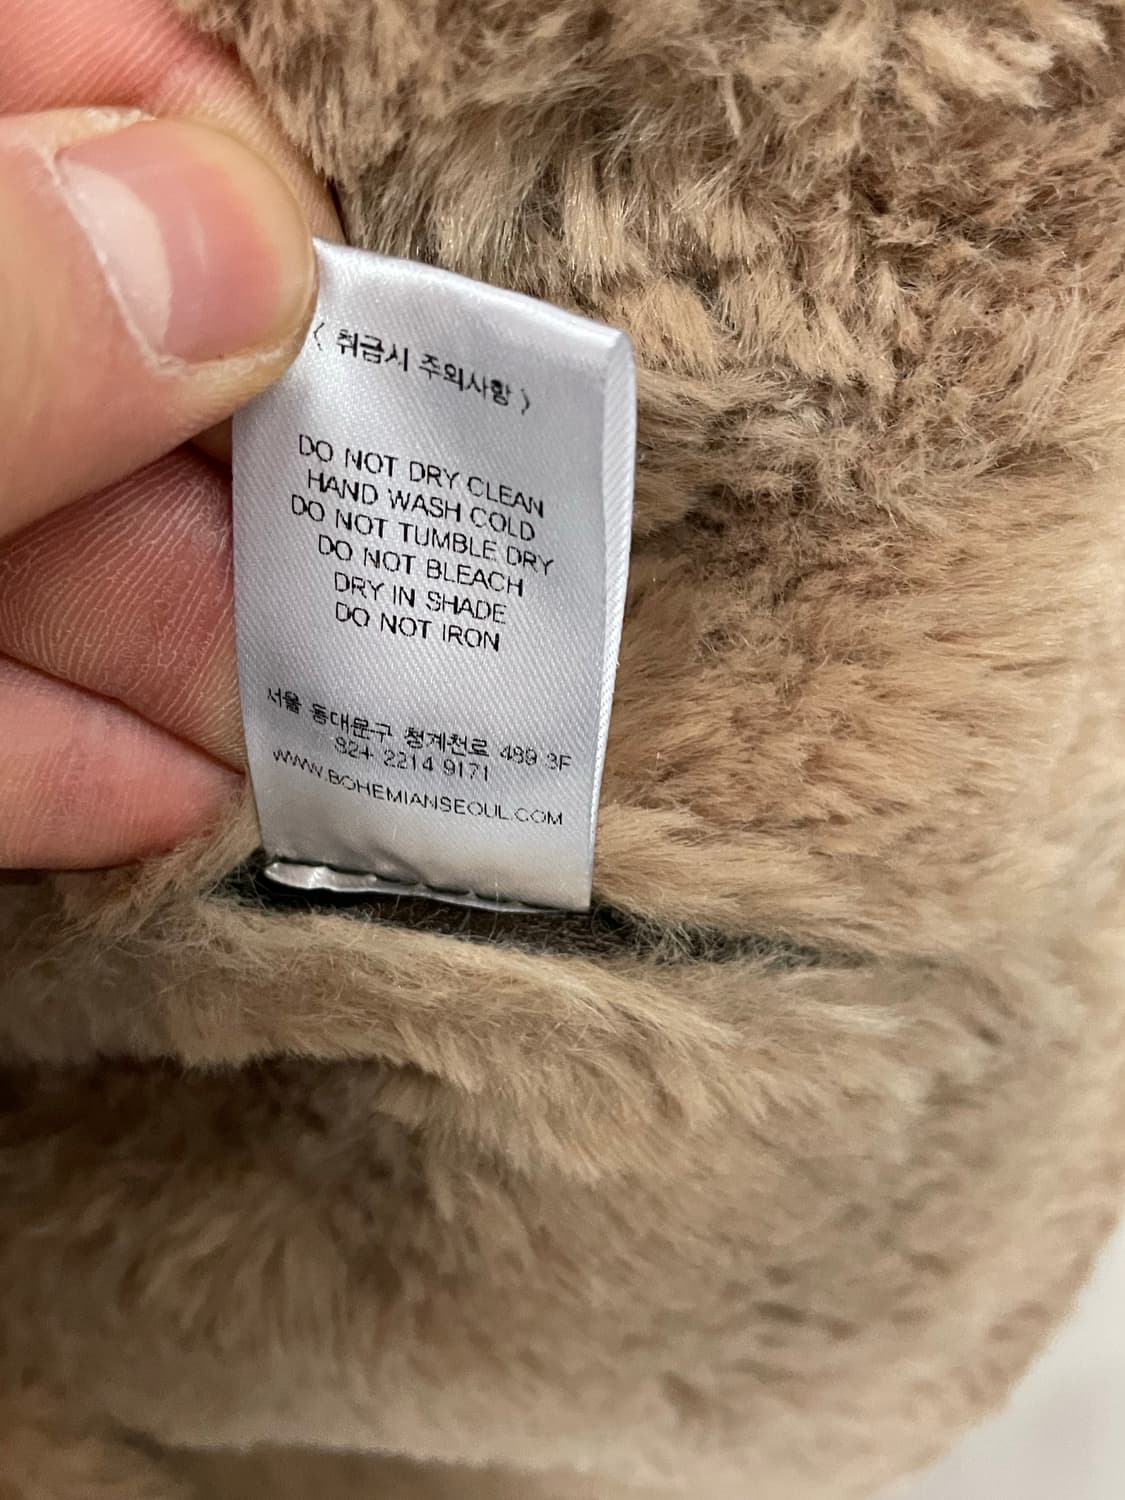 〈 취급시 주의사항 〉
DO NOT DRY CLEAN
HAND WASH COLD
DO NOT TUMBLE DRY
DO NOT BLEACH
DRY IN SHADE
DO NOT IRON
서울 동대문구 청계천로 489 3F
82+ 2214 9171
WWW.BOHEMIANSEOUL.COM